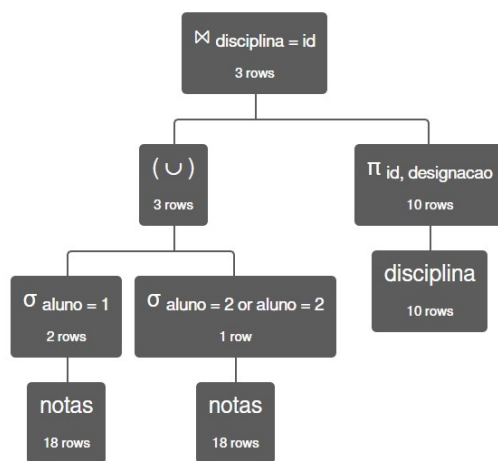 ⋈ disciplina = id
3 rows
( ∪ )
3 rows
π id, designacao
10 rows
σ aluno = 1
2 rows
σ aluno = 2 or aluno = 2
1 row
disciplina
10 rows
notas
18 rows
notas
18 rows